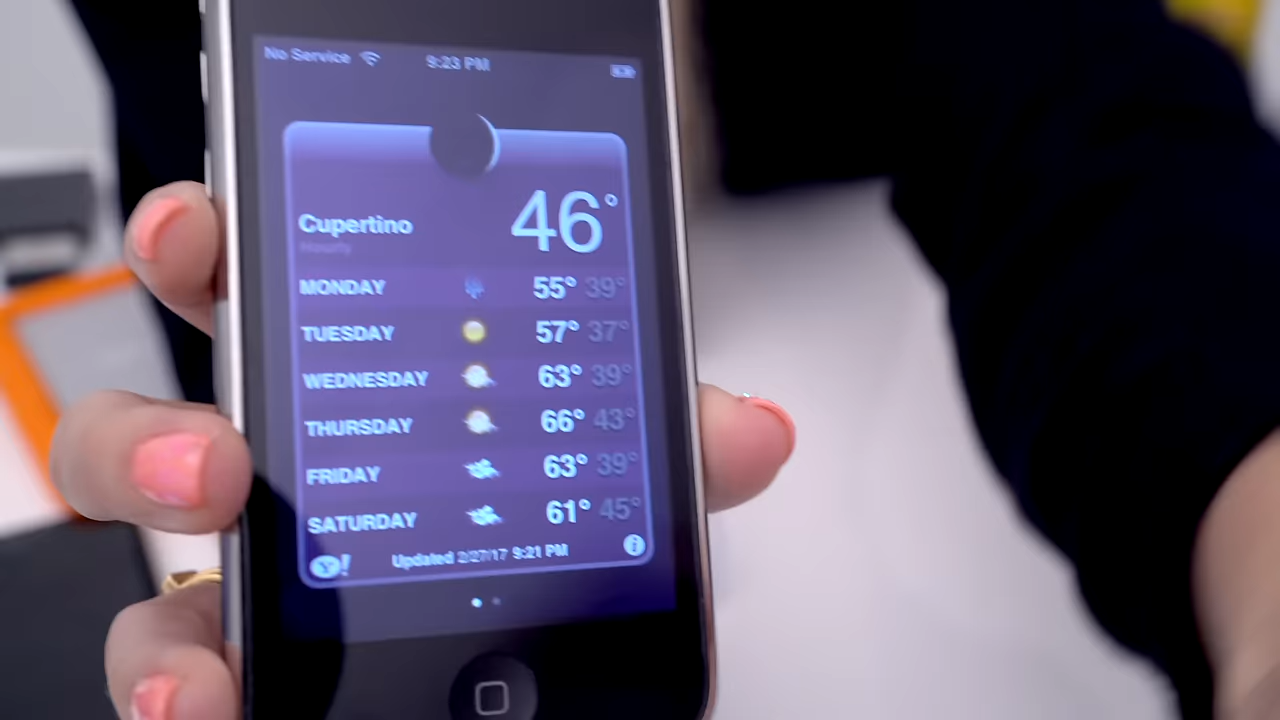 No Service 9:23 PM
Cupertino 46°
Hourly
MONDAY 55° 39°
TUESDAY 57° 37°
WEDNESDAY 63° 39°
THURSDAY 66° 43°
FRIDAY 63° 39°
SATURDAY 61° 45°
Y! Updated 2/27/17 9:21 PM i